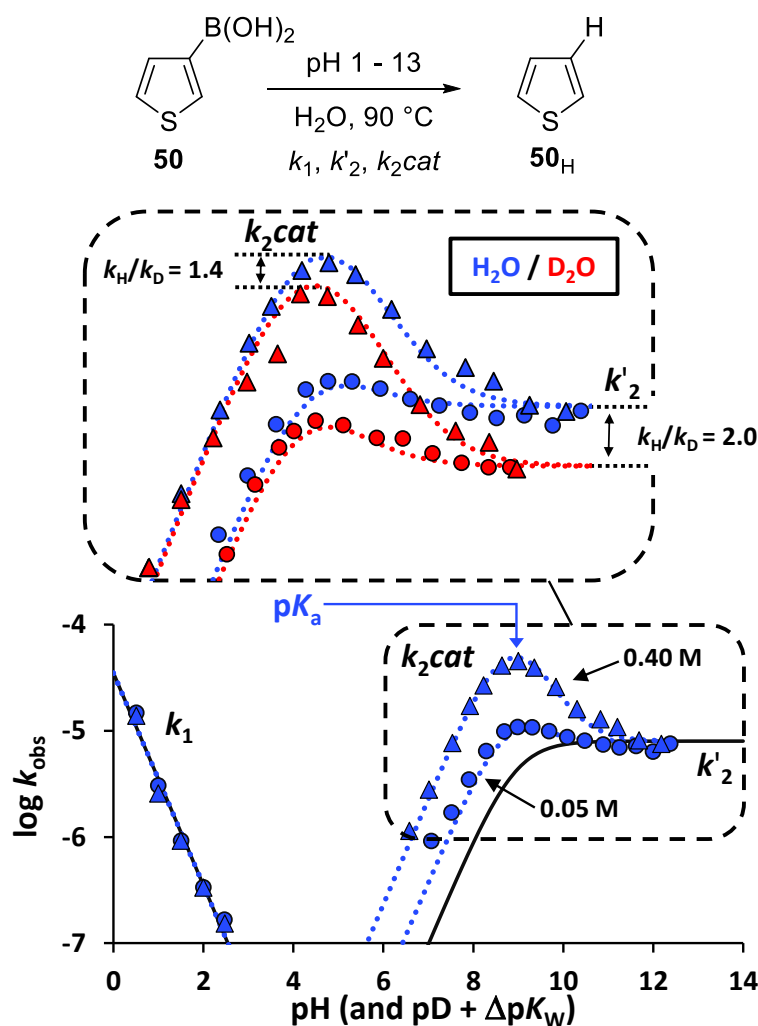 B(OH)₂
S
50
pH 1 - 13
H₂O, 90 °C
k₁, k'₂, k₂cat
H
S
50H
k₂cat
kH/kD = 1.4
H₂O / D₂O
k'₂
kH/kD = 2.0
pKa
-4
-5
-6
-7
log kobs
k₁
k₂cat
0.40 M
k'₂
0.05 M
0 2 4 6 8 10 12 14
pH (and pD + ΔpKW)